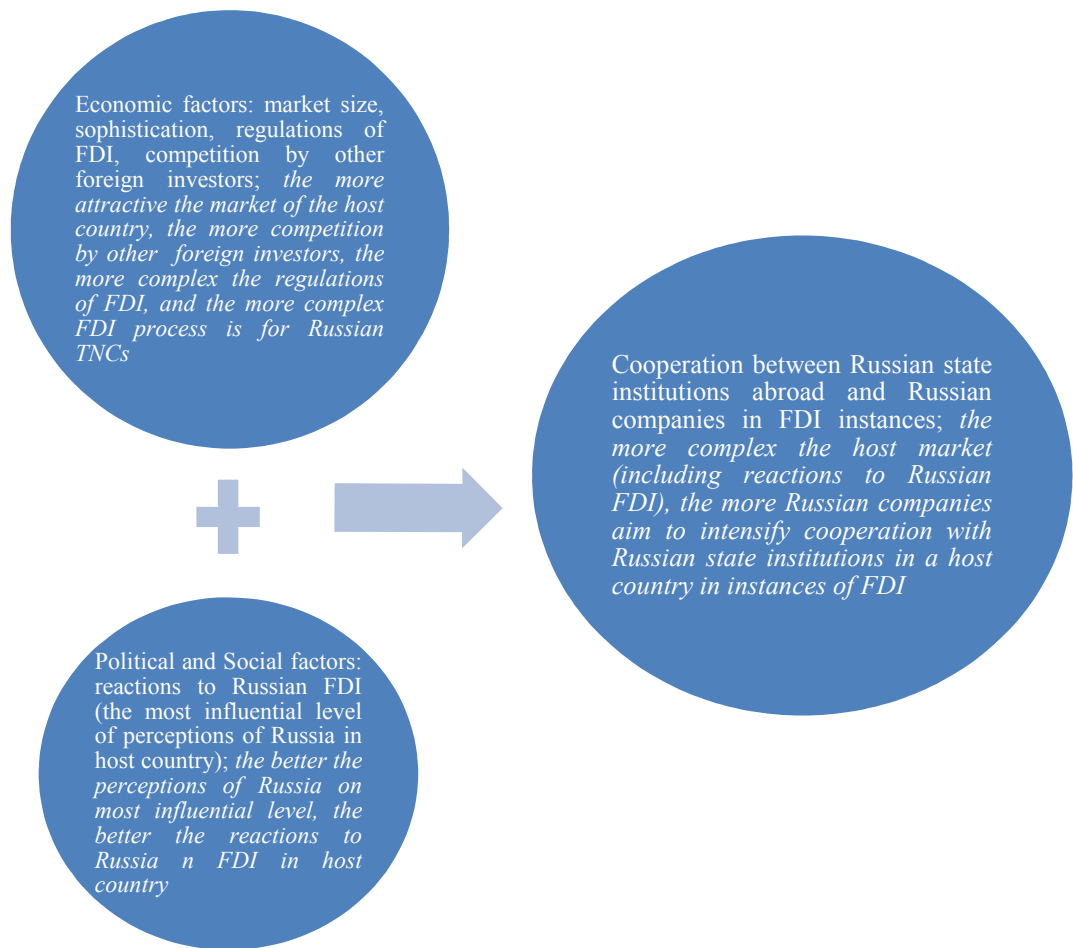 Economic factors: market size,
sophistication, regulations of
FDI, competition by other
foreign investors; the more
attractive the market of the host
country, the more competition
by other foreign investors, the
more complex the regulations
of FDI, and the more complex
FDI process is for Russian
TNCs
Cooperation between Russian state
institutions abroad and Russian
companies in FDI instances; the
more complex the host market
(including reactions to Russian
FDI), the more Russian companies
aim to intensify cooperation with
Russian state institutions in a host
country in instances of FDI
Political and Social factors:
reactions to Russian FDI
(the most influential level
of perceptions of Russia in
host country); the better the
perceptions of Russia on
most influential level, the
better the reactions to
Russia n FDI in host
country